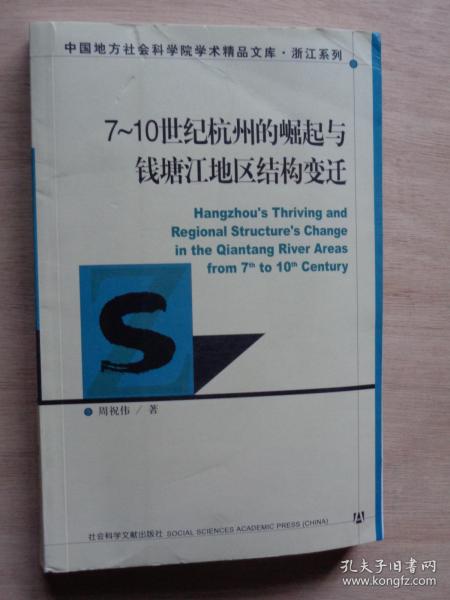 中国地方社会科学院学术精品文库·浙江系列
7~10世纪杭州的崛起与
钱塘江地区结构变迁
Hangzhou's Thriving and
Regional Structure's Change
in the Qiantang River Areas
from 7th to 10th Century
S
周祝伟/著
社会科学文献出版社 SOCIAL SCIENCES ACADEMIC PRESS (CHINA)
孔夫子旧书网
www.kongfz.com